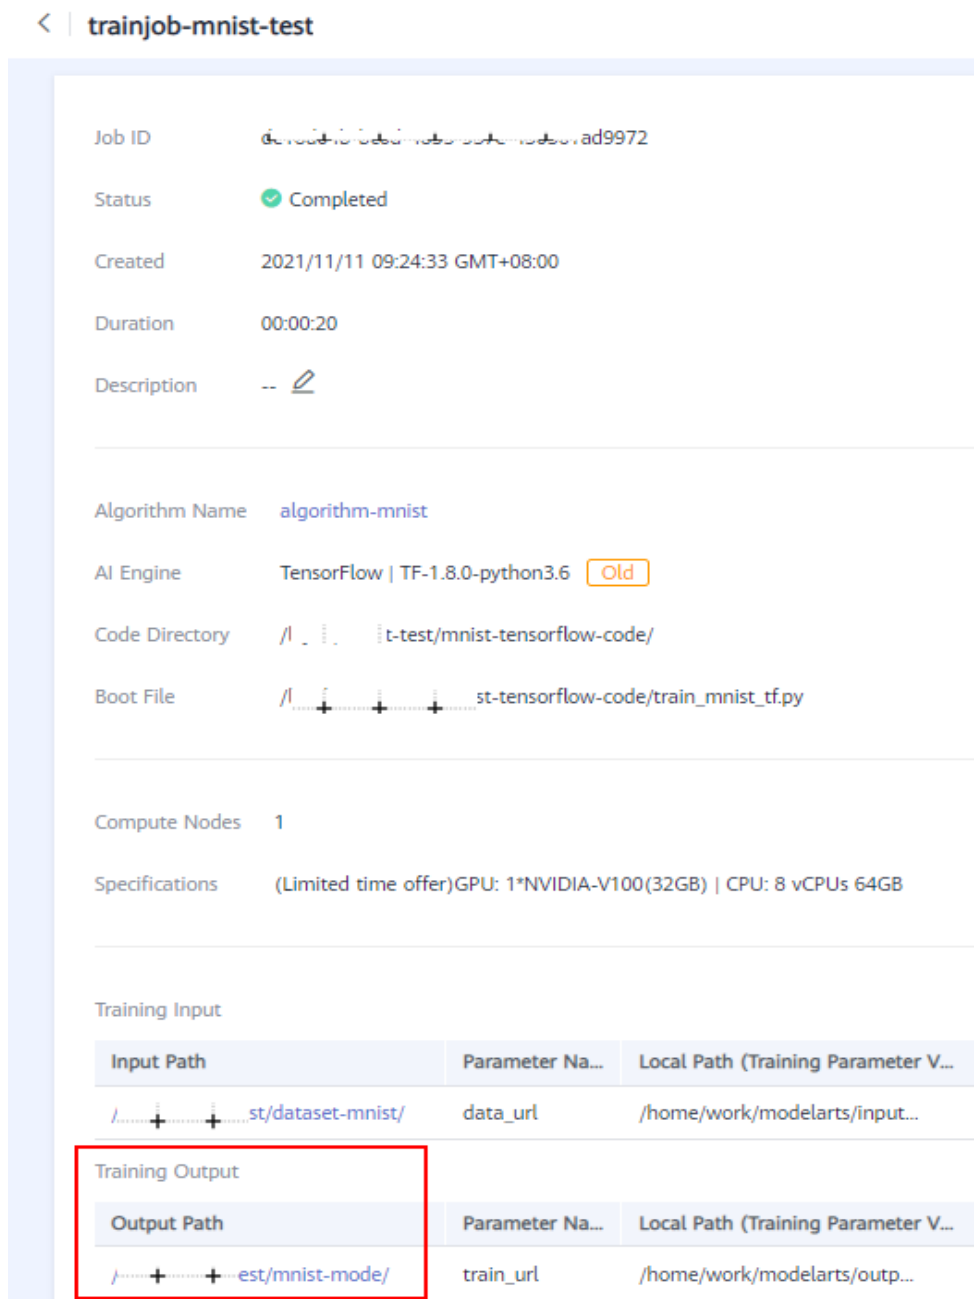 trainjob-mnist-test
Job ID ad9972
Status Completed
Created 2021/11/11 09:24:33 GMT+08:00
Duration 00:00:20
Description --
Algorithm Name algorithm-mnist
AI Engine TensorFlow | TF-1.8.0-python3.6 Old
Code Directory t-test/mnist-tensorflow-code/
Boot File st-tensorflow-code/train_mnist_tf.py
Compute Nodes 1
Specifications (Limited time offer)GPU: 1*NVIDIA-V100(32GB) | CPU: 8 vCPUs 64GB
Training Input
Input Path Parameter Na... Local Path (Training Parameter V...
st/dataset-mnist/ data_url /home/work/modelarts/input...
Training Output
Output Path Parameter Na... Local Path (Training Parameter V...
est/mnist-mode/ train_url /home/work/modelarts/outp...